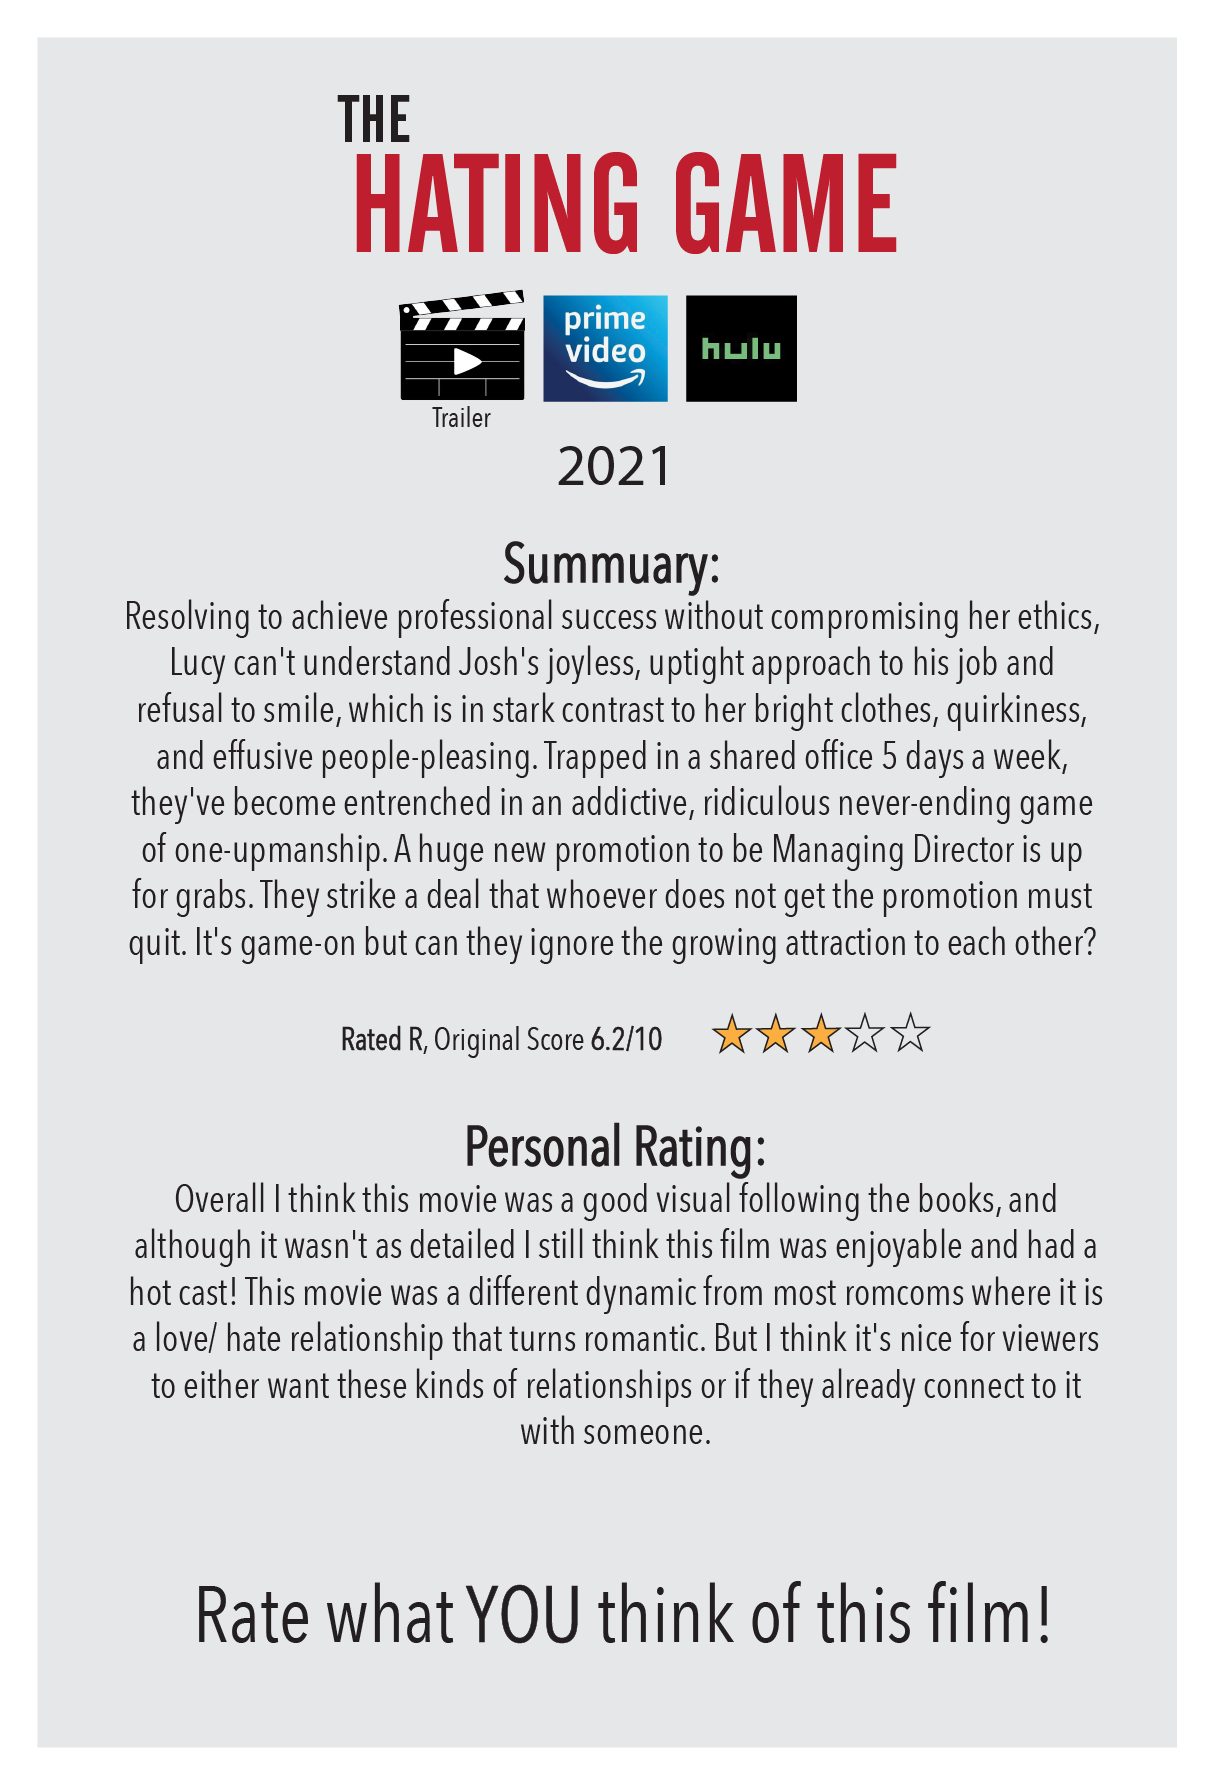 THE
HATING GAME
prime
video
hulu
Trailer
2021
Summuary:
Resolving to achieve professional success without compromising her ethics,
Lucy can't understand Josh's joyless, uptight approach to his job and
refusal to smile, which is in stark contrast to her bright clothes, quirkiness,
and effusive people-pleasing. Trapped in a shared office 5 days a week,
they've become entrenched in an addictive, ridiculous never-ending game
of one-upmanship. A huge new promotion to be Managing Director is up
for grabs. They strike a deal that whoever does not get the promotion must
quit. It's game-on but can they ignore the growing attraction to each other?
Rated R, Original Score 6.2/10
Personal Rating:
Overall I think this movie was a good visual following the books, and
although it wasn't as detailed I still think this film was enjoyable and had a
hot cast! This movie was a different dynamic from most romcoms where it is
a love/ hate relationship that turns romantic. But I think it's nice for viewers
to either want these kinds of relationships or if they already connect to it
with someone.
Rate what YOU think of this film!